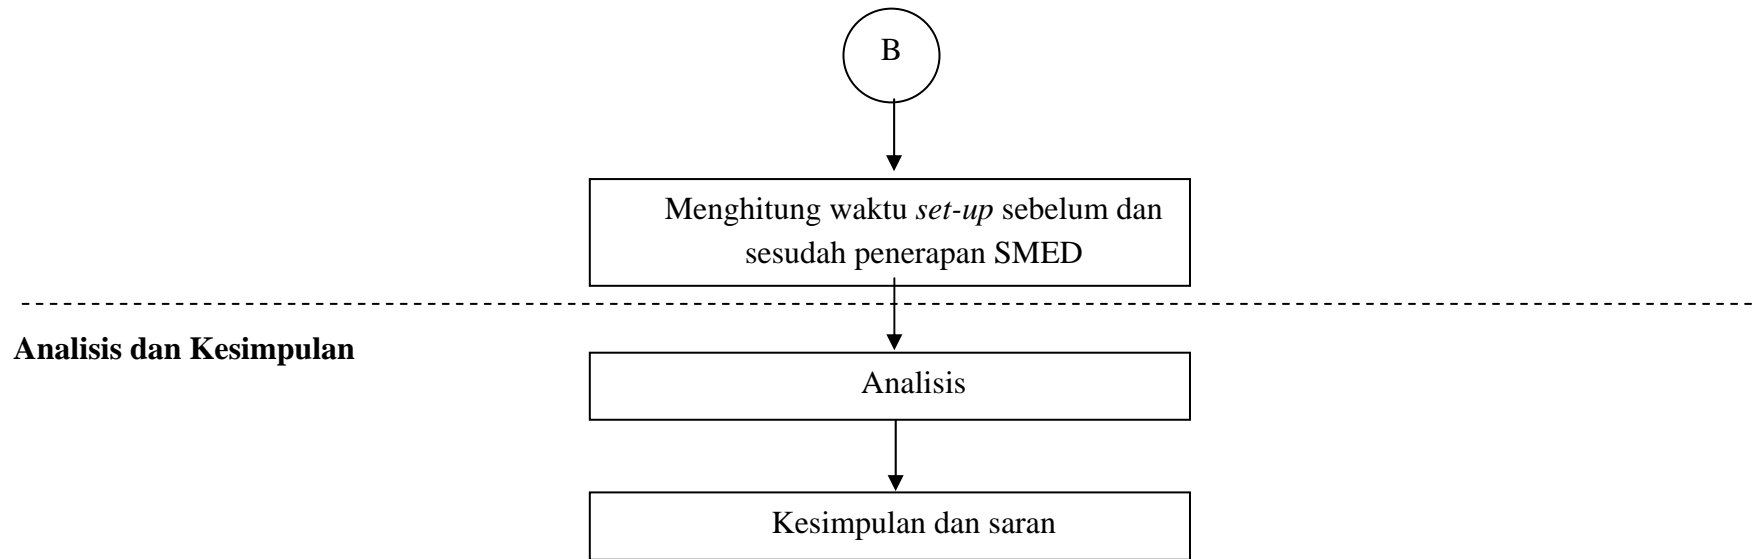 B
Menghitung waktu set-up sebelum dan
sesudah penerapan SMED
Analisis dan Kesimpulan
Analisis
Kesimpulan dan saran